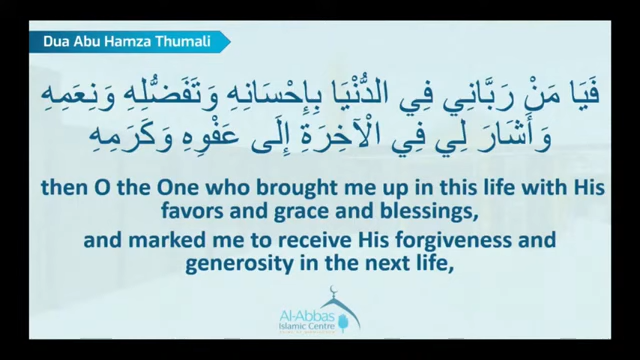 Dua Abu Hamza Thumali
فَيَا مَنْ رَبَّانِي فِي الدُّنْيَا بِإِحْسَانِهِ وَتَفَضُّلِهِ وَنِعَمِهِ
وَأَشَارَ لِي فِي الْآخِرَةِ إِلَى عَفْوِهِ وَكَرَمِهِ
then O the One who brought me up in this life with His
favors and grace and blessings,
and marked me to receive His forgiveness and
generosity in the next life,
Al-Abbas
Islamic Centre